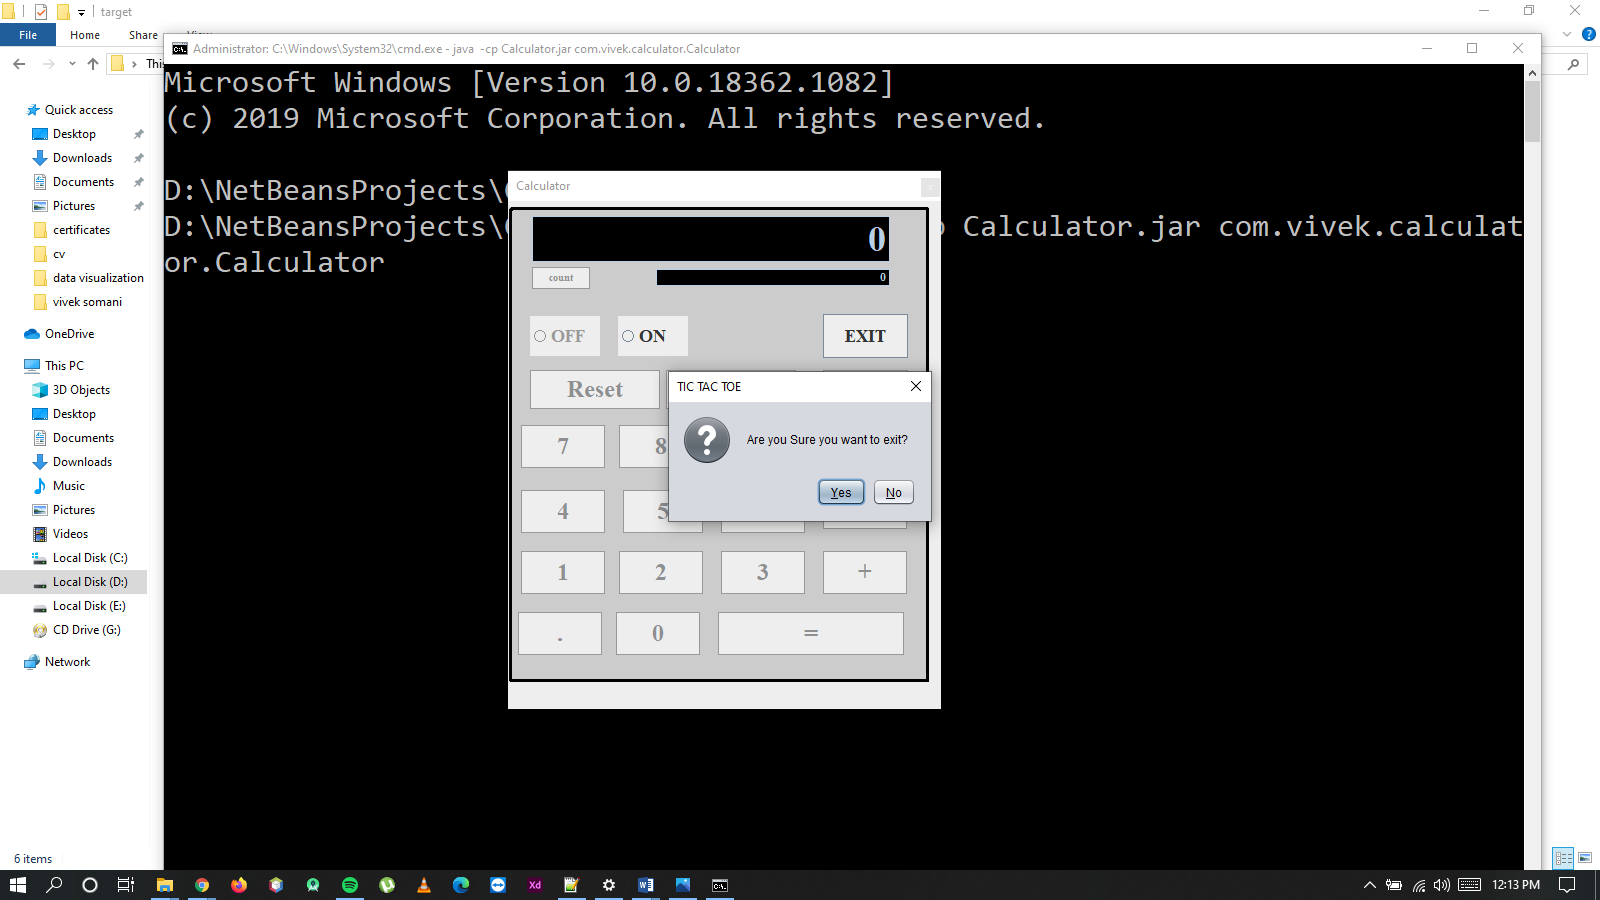 target
File
Home
Share
View
Administrator: C:\Windows\System32\cmd.exe - java -cp Calculator.jar com.vivek.calculator.Calculator
Microsoft Windows [Version 10.0.18362.1082]
(c) 2019 Microsoft Corporation. All rights reserved.
D:\NetBeansProjects\
D:\NetBeansProjects\ Calculator.jar com.vivek.calculat
or.Calculator
Quick access
Desktop
Downloads
Documents
Pictures
certificates
cv
data visualization
vivek somani
OneDrive
This PC
3D Objects
Desktop
Documents
Downloads
Music
Pictures
Videos
Local Disk (C:)
Local Disk (D:)
Local Disk (E:)
CD Drive (G:)
Network
6 items
Calculator
0
count
0
OFF
ON
EXIT
Reset
7
8
4
5
1
2
3
+
.
0
=
TIC TAC TOE
Are you Sure you want to exit?
Yes
No
Xd
12:13 PM